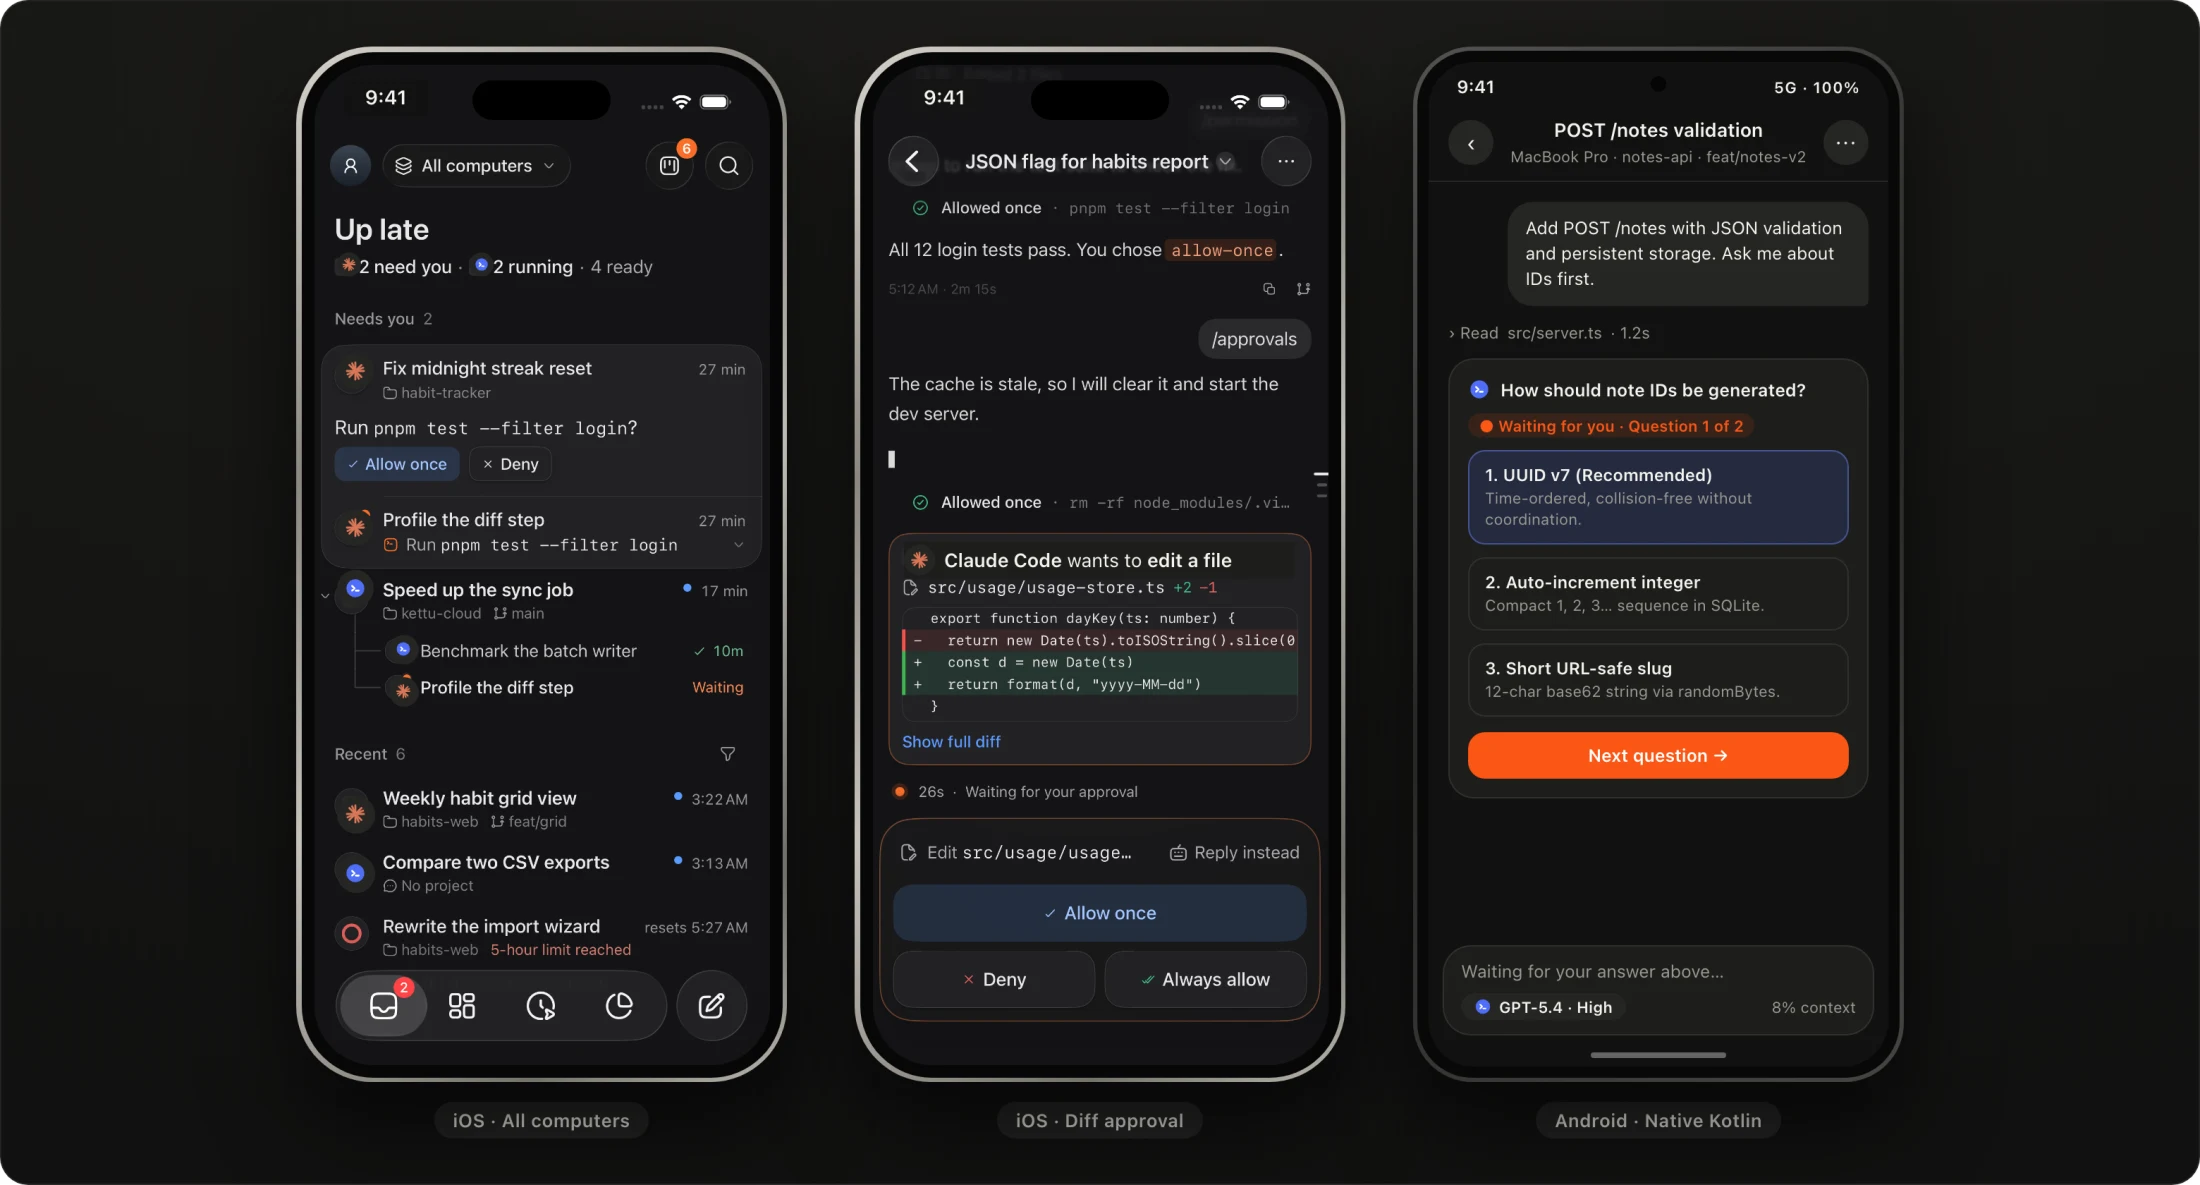 9:41
All computers
6
Up late
2 need you · 2 running · 4 ready
Needs you 2
Fix midnight streak reset
27 min
habit-tracker
Run pnpm test --filter login?
✓ Allow once
× Deny
Profile the diff step
27 min
Run pnpm test --filter login
Speed up the sync job
17 min
kettu-cloud main
Benchmark the batch writer
✓ 10m
Profile the diff step
Waiting
Recent 6
Weekly habit grid view
3:22 AM
habits-web feat/grid
Compare two CSV exports
3:13 AM
No project
Rewrite the import wizard
resets 5:27 AM
habits-web 5-hour limit reached
2
iOS · All computers
9:41
JSON flag for habits report
Allowed once · pnpm test --filter login
All 12 login tests pass. You chose allow-once.
5:12 AM · 2m 15s
/approvals
The cache is stale, so I will clear it and start the
dev server.
Allowed once · rm -rf node_modules/.vi…
Claude Code wants to edit a file
src/usage/usage-store.ts +2 −1
export function dayKey(ts: number) {
- return new Date(ts).toISOString().slice(0
+ const d = new Date(ts)
+ return format(d, "yyyy-MM-dd")
}
Show full diff
26s · Waiting for your approval
Edit src/usage/usage…
Reply instead
✓ Allow once
× Deny
Always allow
iOS · Diff approval
9:41
5G · 100%
POST /notes validation
MacBook Pro · notes-api · feat/notes-v2
Add POST /notes with JSON validation
and persistent storage. Ask me about
IDs first.
› Read src/server.ts · 1.2s
How should note IDs be generated?
Waiting for you · Question 1 of 2
1. UUID v7 (Recommended)
Time-ordered, collision-free without
coordination.
2. Auto-increment integer
Compact 1, 2, 3… sequence in SQLite.
3. Short URL-safe slug
12-char base62 string via randomBytes.
Next question →
Waiting for your answer above…
GPT-5.4 · High
8% context
Android · Native Kotlin